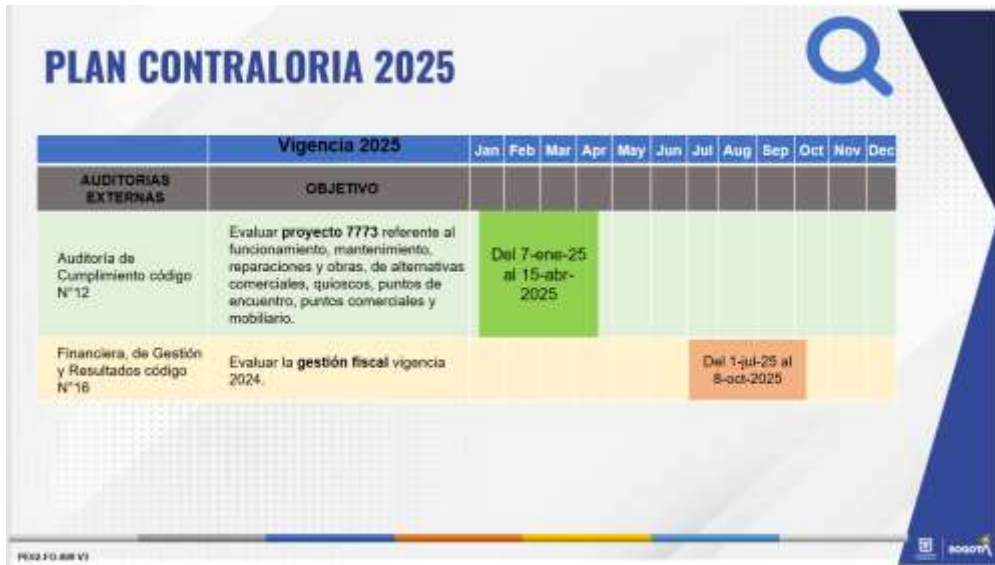 PLAN CONTRALORIA 2025
Vigencia 2025 Jan Feb Mar Apr May Jun Jul Aug Sep Oct Nov Dec
AUDITORIAS
EXTERNAS
OBJETIVO
Auditoría de
Cumplimiento código
N°12
Evaluar proyecto 7773 referente al
funcionamiento, mantenimiento,
reparaciones y obras, de alternativas
comerciales, quioscos, puntos de
encuentro, puntos comerciales y
mobiliario.
Del 7-ene-25
al 15-abr-
2025
Financiera, de Gestión
y Resultados código
N°16
Evaluar la gestión fiscal vigencia
2024.
Del 1-jul-25 al
8-oct-2025
BOGOTÁ